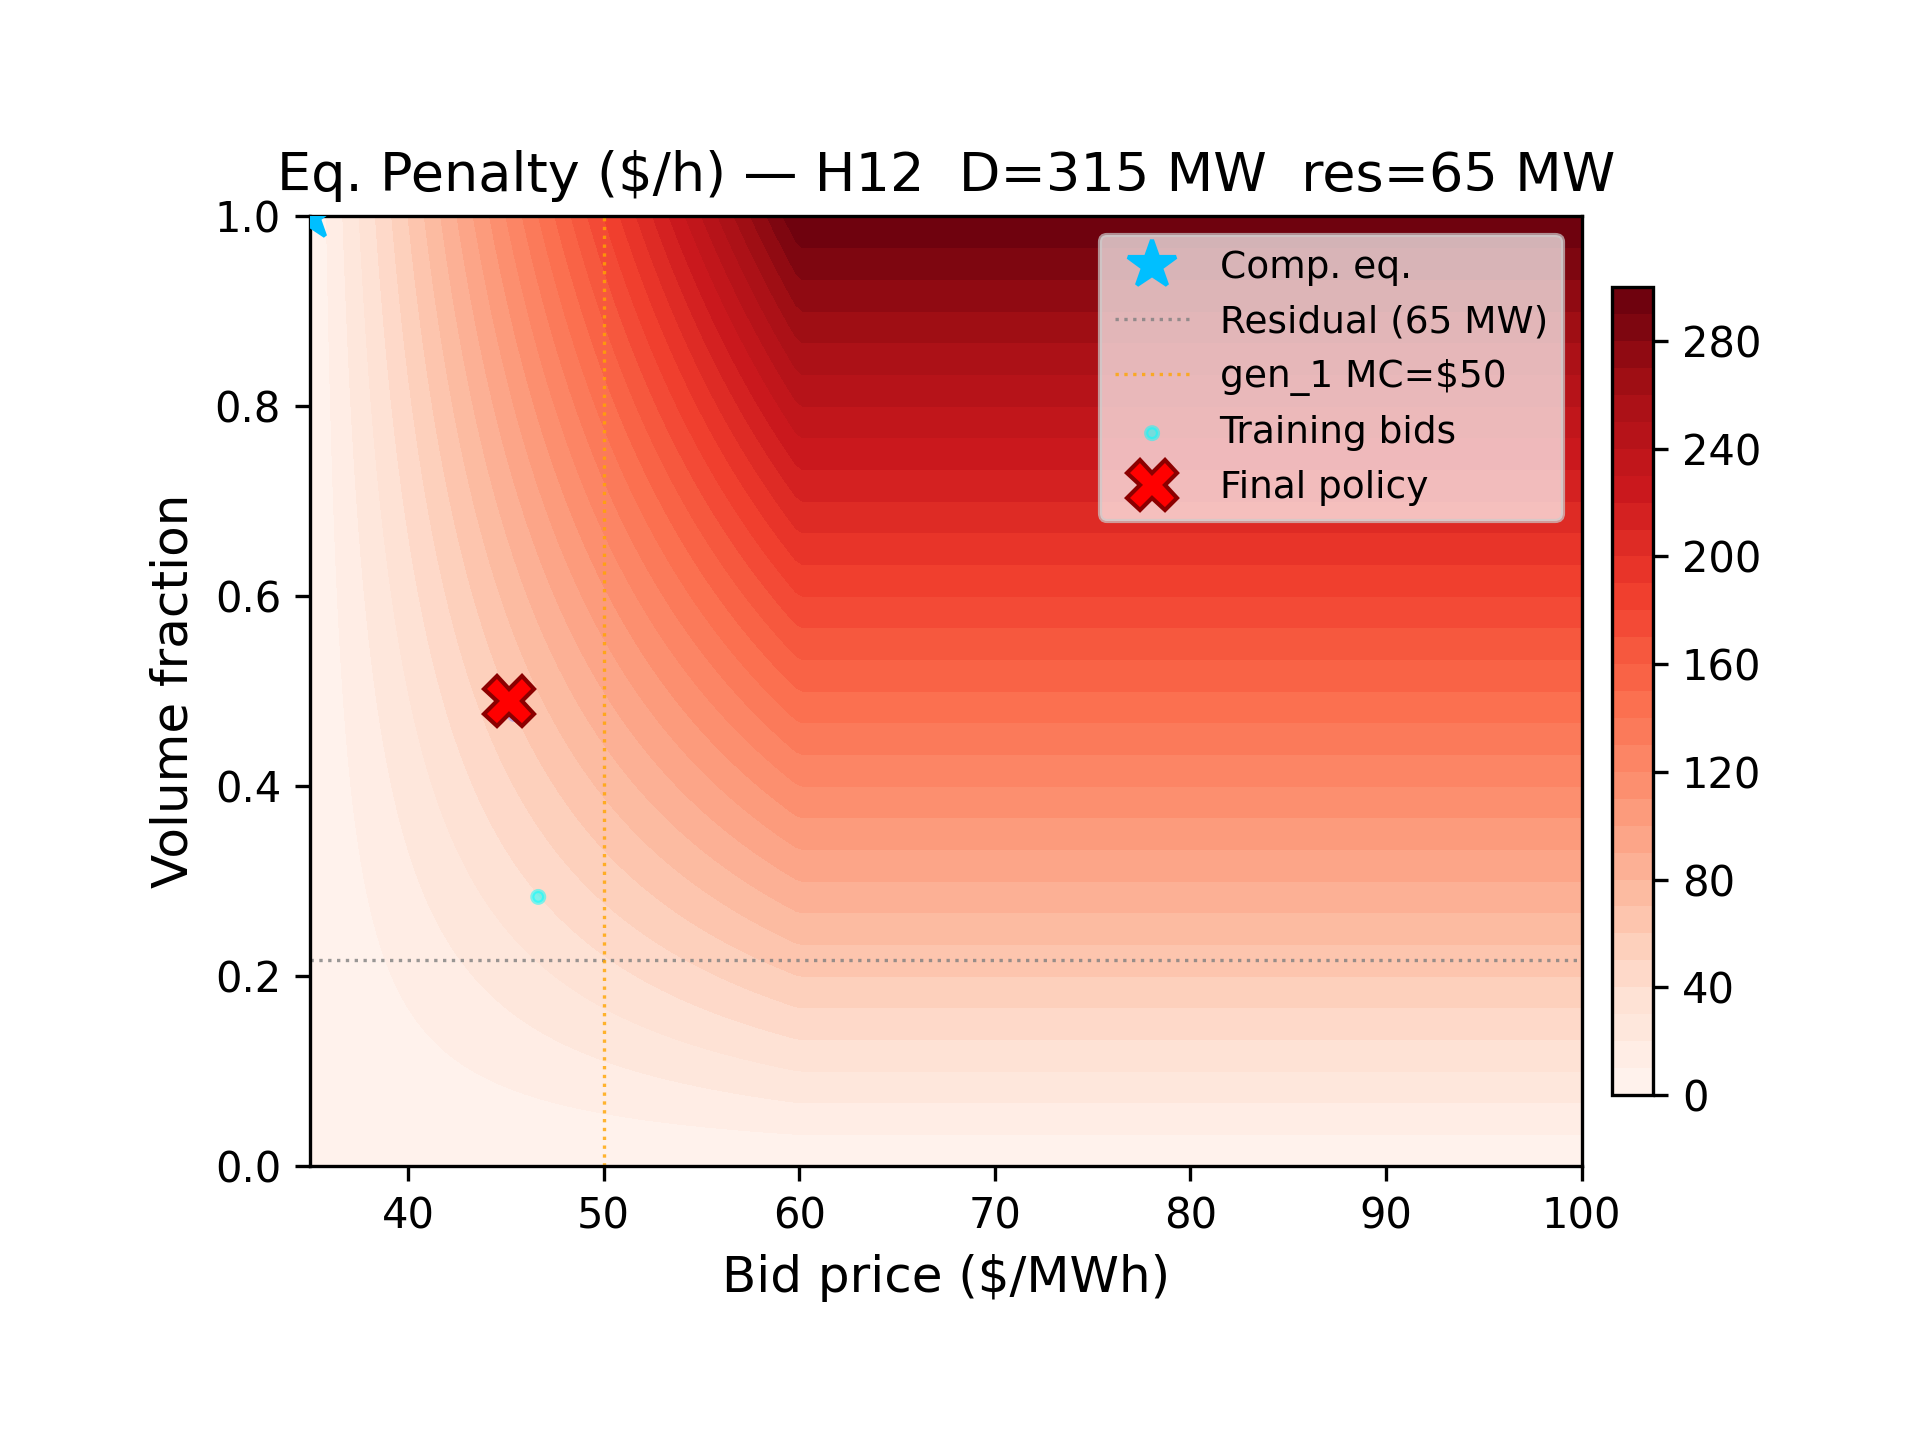 Eq. Penalty ($/h) — H12  D=315 MW  res=65 MW
1.0
0.8
0.6
0.4
0.2
0.0
Volume fraction
Comp. eq.
Residual (65 MW)
gen_1 MC=$50
Training bids
Final policy
280
240
200
160
120
80
40
0
40 50 60 70 80 90 100
Bid price ($/MWh)